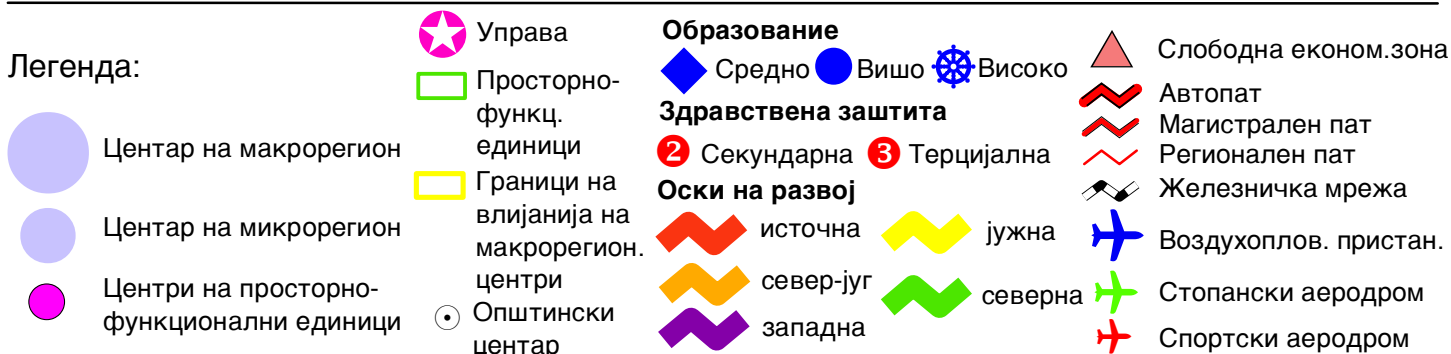 Легенда:
Центар на макрорегион
Центар на микрорегион
Центри на просторно-
функционални единици
Управа
Просторно-
функц.
единици
Граници на
влијанија на
макрорегион.
центри
Општински
центар
Образование
Средно Вишо Високо
Здравствена заштита
2 Секундарна 3 Терцијална
Оски на развој
источна јужна
север-југ северна
западна
Слободна економ.зона
Автопат
Магистрален пат
Регионален пат
Железничка мрежа
Воздухоплов. пристан.
Стопански аеродром
Спортски аеродром